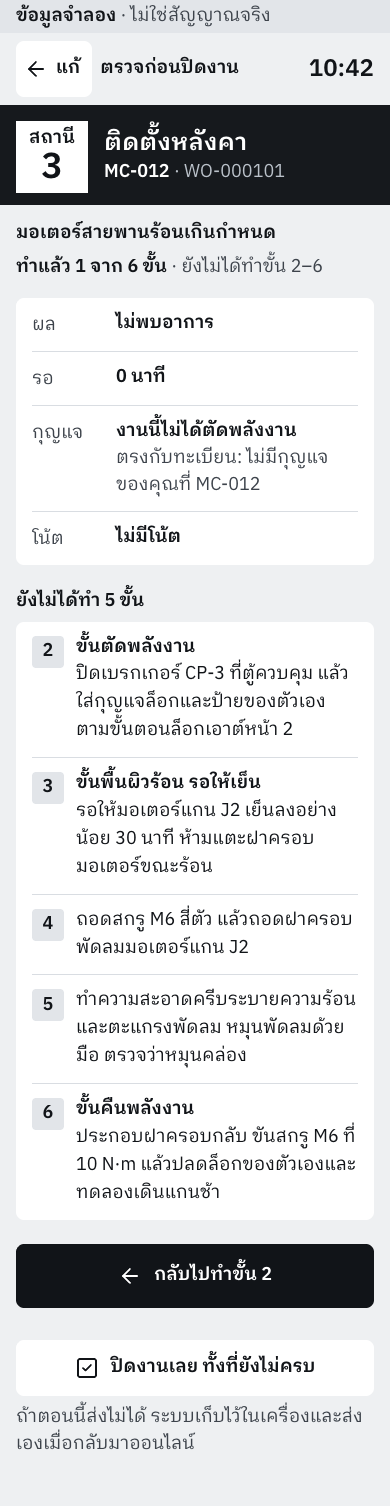 ข้อมูลจำลอง · ไม่ใช่สัญญาณจริง
แก้ ตรวจก่อนปิดงาน 10:42
สถานี
3
ติดตั้งหลังคา
MC-012 · WO-000101
มอเตอร์สายพานร้อนเกินกำหนด
ทำแล้ว 1 จาก 6 ขั้น · ยังไม่ได้ทำขั้น 2–6
ผล ไม่พบอาการ
รอ 0 นาที
กุญแจ งานนี้ไม่ได้ตัดพลังงาน
ตรงกับทะเบียน: ไม่มีกุญแจ
ของคุณที่ MC-012
โน้ต ไม่มีโน้ต
ยังไม่ได้ทำ 5 ขั้น
2 ขั้นตัดพลังงาน
ปิดเบรกเกอร์ CP-3 ที่ตู้ควบคุม แล้ว
ใส่กุญแจล็อกและป้ายของตัวเอง
ตามขั้นตอนล็อกเอาต์หน้า 2
3 ขั้นพื้นผิวร้อน รอให้เย็น
รอให้มอเตอร์แกน J2 เย็นลงอย่าง
น้อย 30 นาที ห้ามแตะฝาครอบ
มอเตอร์ขณะร้อน
4 ถอดสกรู M6 สี่ตัว แล้วถอดฝาครอบ
พัดลมมอเตอร์แกน J2
5 ทำความสะอาดครีบระบายความร้อน
และตะแกรงพัดลม หมุนพัดลมด้วย
มือ ตรวจว่าหมุนคล่อง
6 ขั้นคืนพลังงาน
ประกอบฝาครอบกลับ ขันสกรู M6 ที่
10 N·m แล้วปลดล็อกของตัวเองและ
ทดลองเดินแกนช้า
กลับไปทำขั้น 2
ปิดงานเลย ทั้งที่ยังไม่ครบ
ถ้าตอนนี้ส่งไม่ได้ ระบบเก็บไว้ในเครื่องและส่ง
เองเมื่อกลับมาออนไลน์